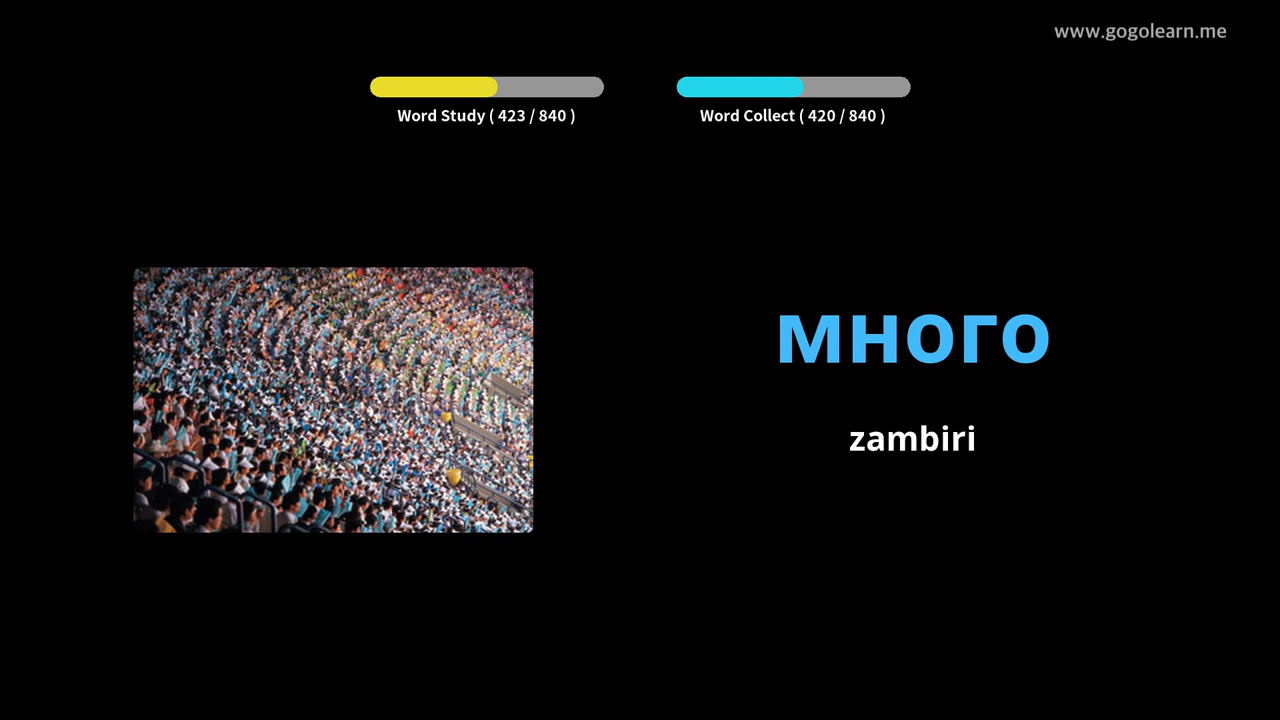 www.gogolearn.me
Word Study ( 423 / 840 )
Word Collect ( 420 / 840 )
много
zambiri